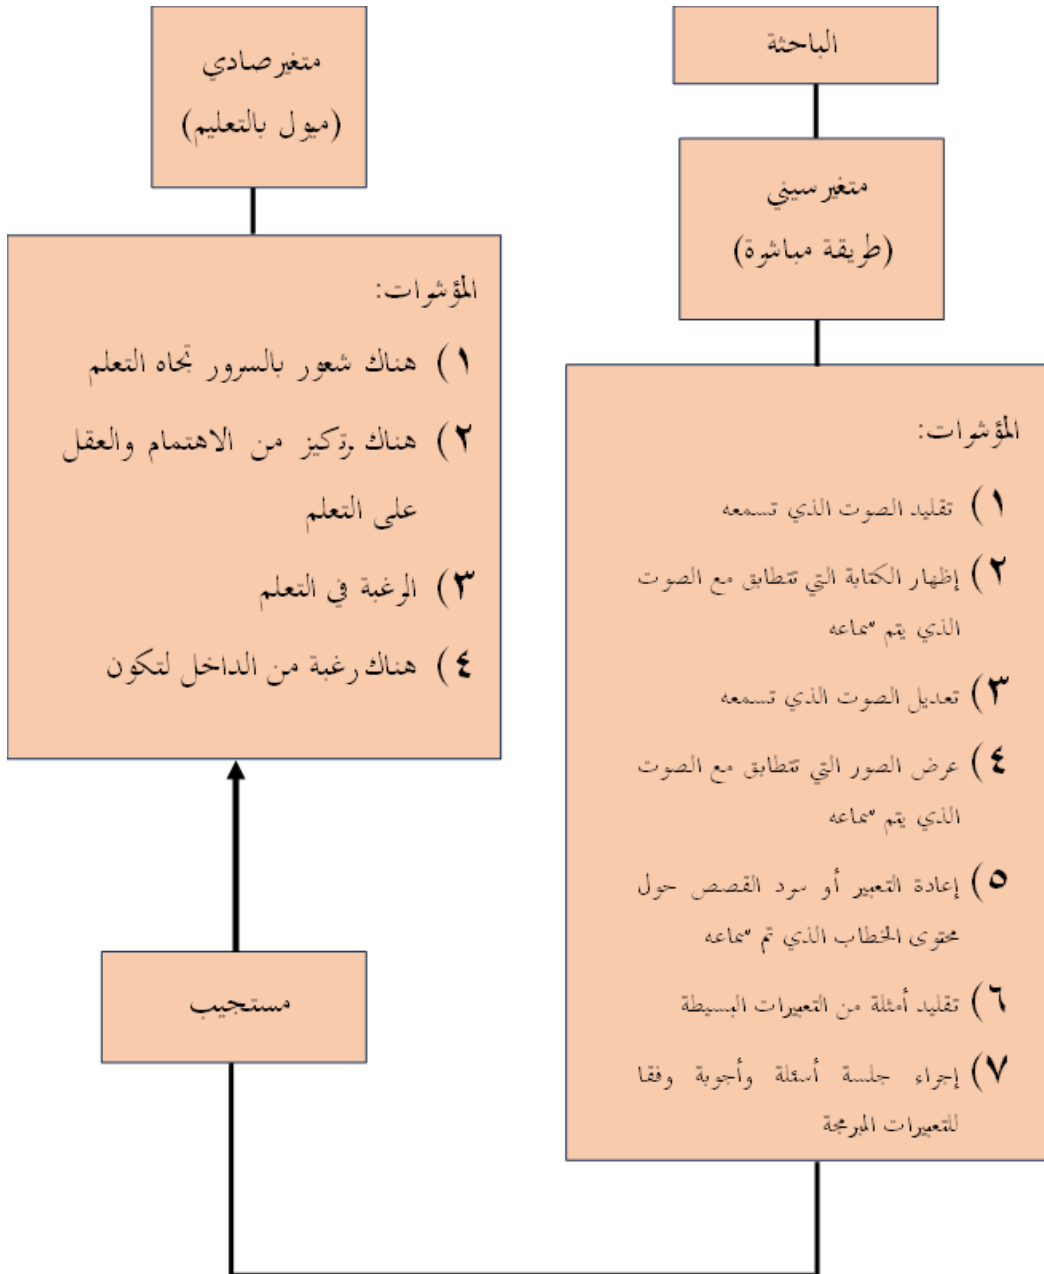 الباحثة
متغير سيني
(طريقة مباشرة)
المؤشرات:
١) تقليد الصوت الذي تسمعه
٢) إظهار الكتابة التي تتطابق مع الصوت
الذي يتم سماعه
٣) تعديل الصوت الذي تسمعه
٤) عرض الصور التي تتطابق مع الصوت
الذي يتم سماعه
٥) إعادة التعبير أو سرد القصص حول
محتوى الخطاب الذي تم سماعه
٦) تقليد أمثلة من التعبيرات البسيطة
٧) إجراء جلسة أسئلة وأجوبة وفقا
للتعبيرات المبرمجة
متغير صادي
(ميول بالتعليم)
المؤشرات:
١) هناك شعور بالسرور تجاه التعلم
٢) هناك تركيز من الاهتمام والعقل
على التعلم
٣) الرغبة في التعلم
٤) هناك رغبة من الداخل لتكون
مستجيب